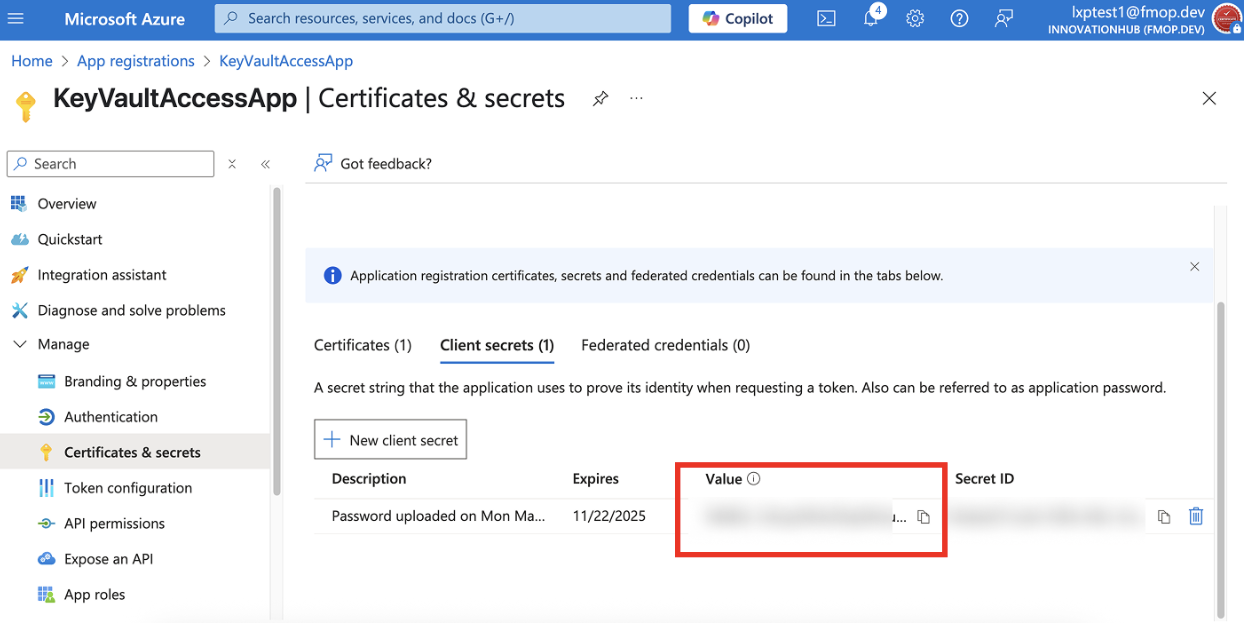 Microsoft Azure
Search resources, services, and docs (G+/)
Copilot
4
lxptest1@fmop.dev
INNOVATIONHUB (FMOP.DEV)
Home > App registrations > KeyVaultAccessApp
KeyVaultAccessApp | Certificates & secrets
...
Search
Got feedback?
Overview
Quickstart
Integration assistant
Diagnose and solve problems
Manage
Branding & properties
Authentication
Certificates & secrets
Token configuration
API permissions
Expose an API
App roles
Application registration certificates, secrets and federated credentials can be found in the tabs below.
Certificates (1) Client secrets (1) Federated credentials (0)
A secret string that the application uses to prove its identity when requesting a token. Also can be referred to as application password.
+ New client secret
Description Expires Value Secret ID
Password uploaded on Mon Ma... 11/22/2025 ...